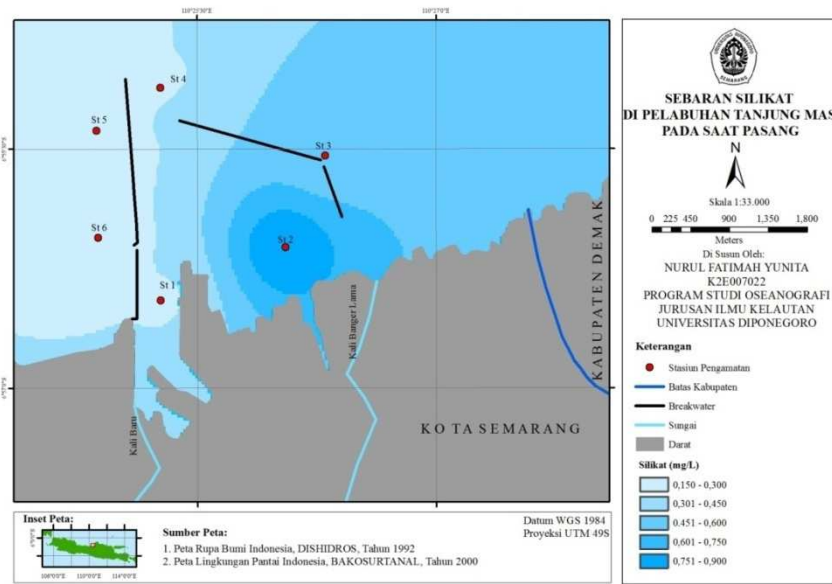 110°27'0"E
St 4
St 5
St 3
St 6
St 2
St 1
Kali Baru
Kali Banger Lama
KABUPATEN DEMAK
KOTA SEMARANG
SEBARAN SILIKAT
DI PELABUHAN TANJUNG MAS
PADA SAAT PASANG
N
Skala 1:33.000
0 225 450 900 1,350 1,800
Meters
Di Susun Oleh:
NURUL FATIMAH YUNITA
K2E007022
PROGRAM STUDI OSEANOGRAFI
JURUSAN ILMU KELAUTAN
UNIVERSITAS DIPONEGORO
Keterangan
Stasiun Pengamatan
Batas Kabupaten
Breakwater
Sungai
Darat
Silikat (mg/L)
0,150 - 0,300
0,301 - 0,450
0,451 - 0,600
0,601 - 0,750
0,751 - 0,900
Inset Peta:
Sumber Peta:
1. Peta Rupa Bumi Indonesia, DISHIDROS, Tahun 1992
2. Peta Lingkungan Pantai Indonesia, BAKOSURTANAL, Tahun 2000
Datum WGS 1984
Proyeksi UTM 49S